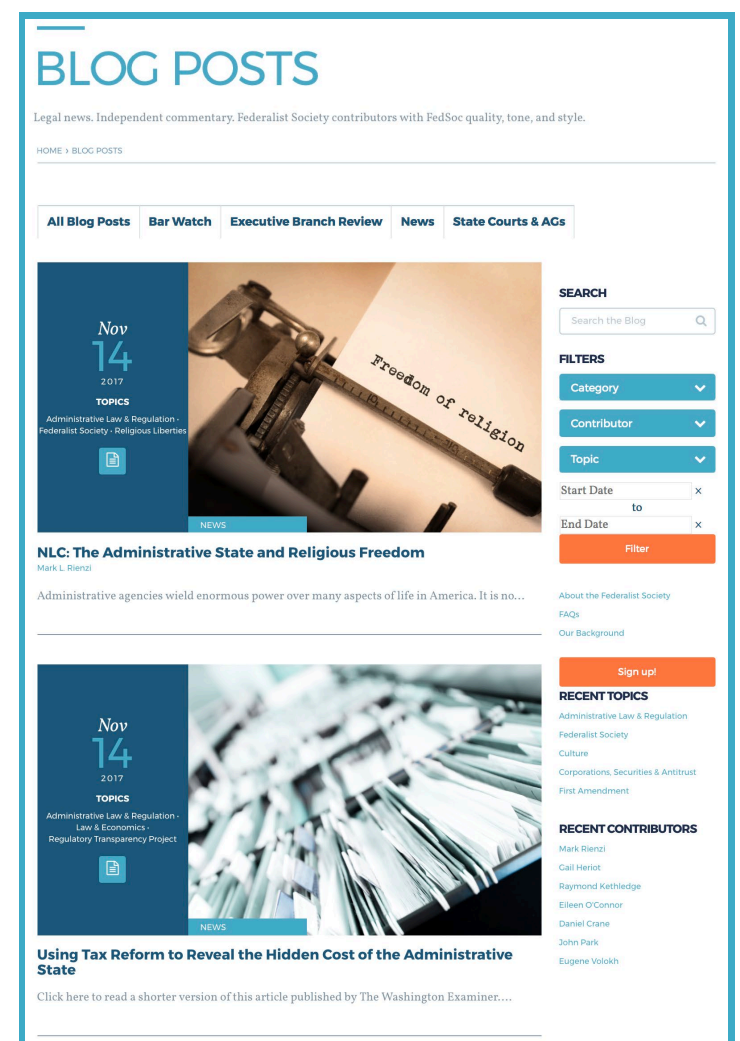 BLOG POSTS
Legal news. Independent commentary. Federalist Society contributors with FedSoc quality, tone, and style.
HOME › BLOG POSTS
All Blog Posts
Bar Watch
Executive Branch Review
News
State Courts & AGs
Nov
14
2017
TOPICS
Administrative Law & Regulation ·
Federalist Society · Religious Liberties
Freedom of religion
NEWS
NLC: The Administrative State and Religious Freedom
Mark L. Rienzi
Administrative agencies wield enormous power over many aspects of life in America. It is no…
Nov
14
2017
TOPICS
Administrative Law & Regulation ·
Law & Economics ·
Regulatory Transparency Project
NEWS
Using Tax Reform to Reveal the Hidden Cost of the Administrative
State
Click here to read a shorter version of this article published by The Washington Examiner.…
SEARCH
Search the Blog
FILTERS
Category
Contributor
Topic
Start Date ×
to
End Date ×
Filter
About the Federalist Society
FAQs
Our Background
Sign up!
RECENT TOPICS
Administrative Law & Regulation
Federalist Society
Culture
Corporations, Securities & Antitrust
First Amendment
RECENT CONTRIBUTORS
Mark Rienzi
Gail Heriot
Raymond Kethledge
Eileen O'Connor
Daniel Crane
John Park
Eugene Volokh